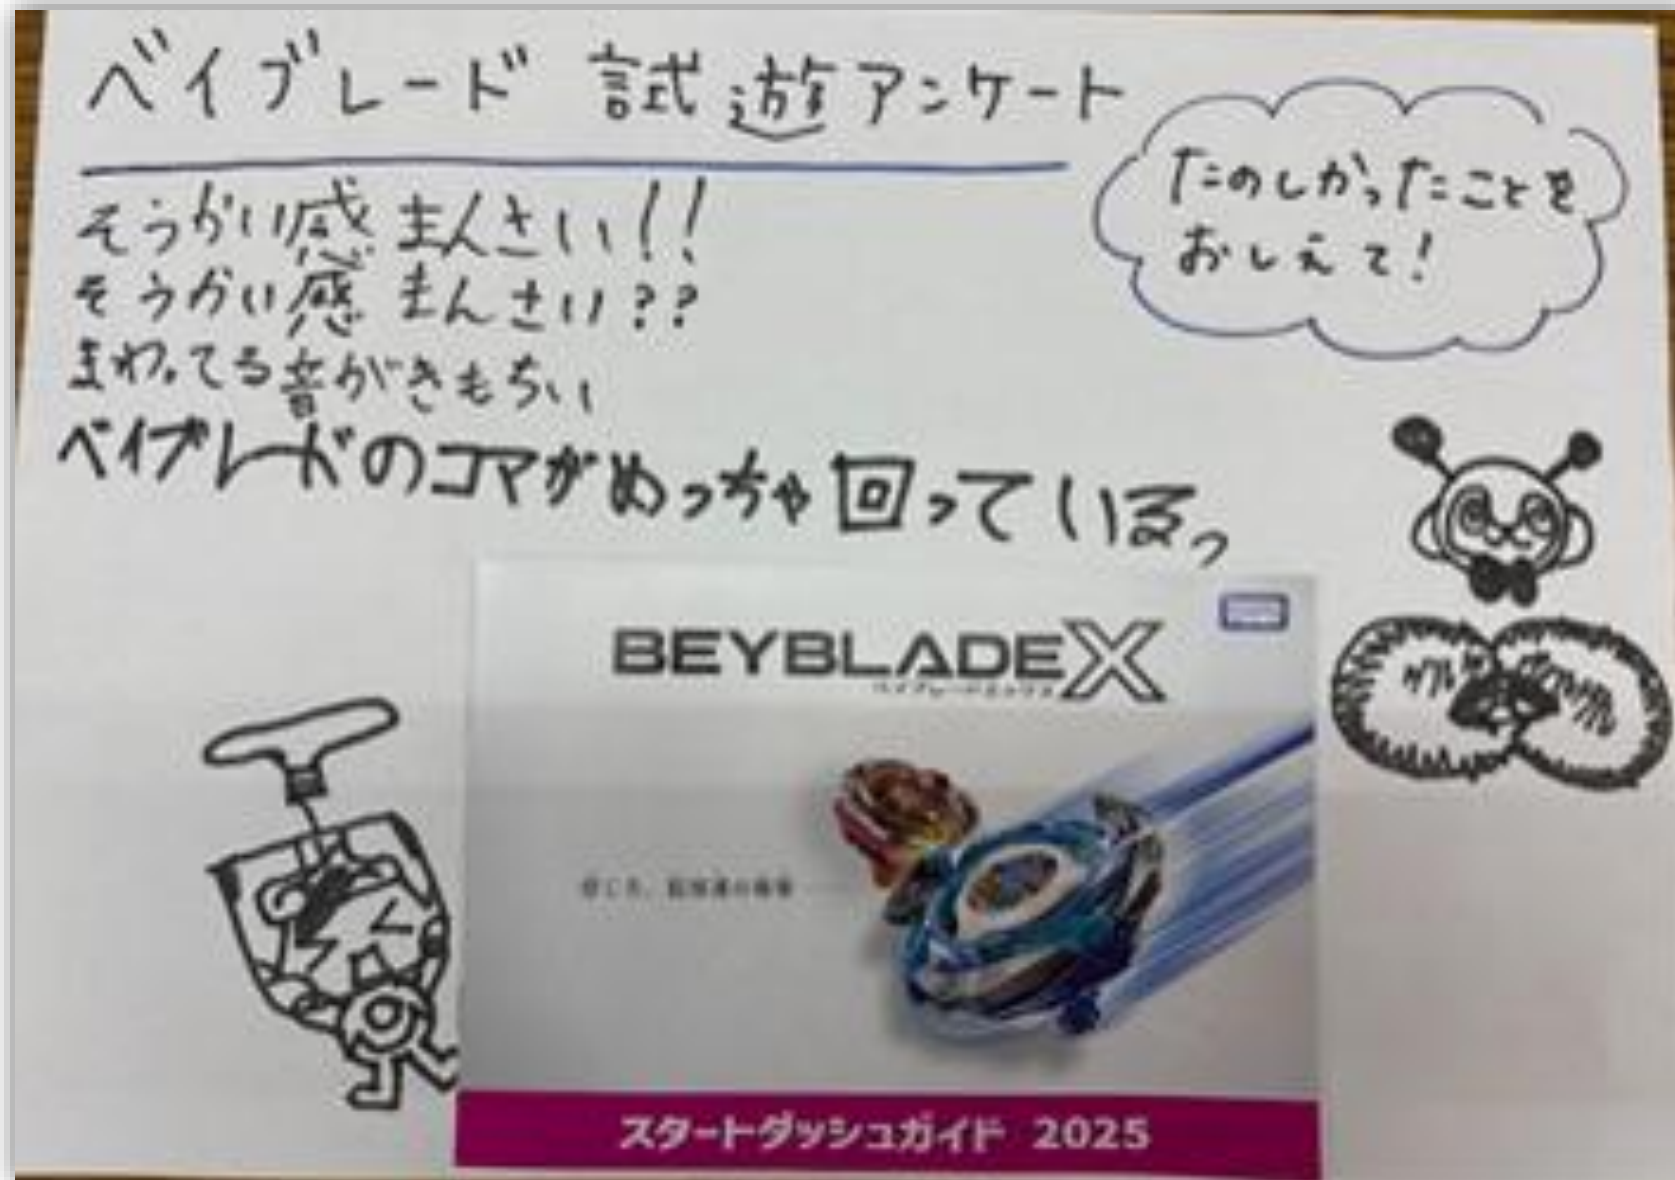 ベイブレード 試遊アンケート
たのしかったことを
おしえて!
そうかい感 まんさい!!
そうかい感 まんさい??
まわってる音がきもちい
ベイブレードのコマがめっちゃ回っているっ
BEYBLADE X
ベイブレードエックス
スタートダッシュガイド 2025